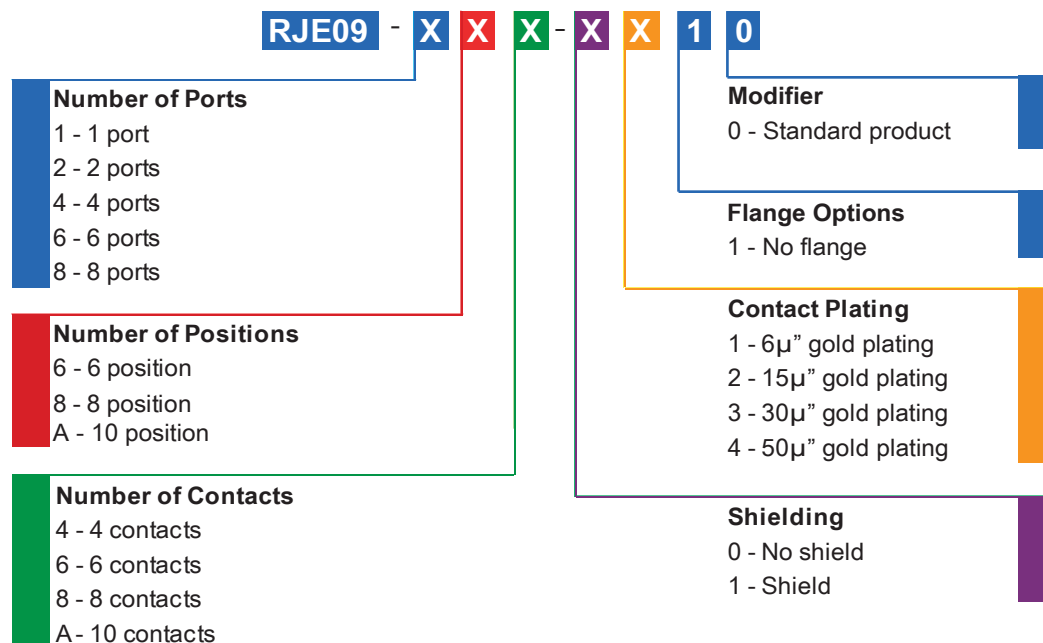 RJE09 - X X X - X X 1 0
Number of Ports
1 - 1 port
2 - 2 ports
4 - 4 ports
6 - 6 ports
8 - 8 ports
Number of Positions
6 - 6 position
8 - 8 position
A - 10 position
Number of Contacts
4 - 4 contacts
6 - 6 contacts
8 - 8 contacts
A - 10 contacts
Modifier
0 - Standard product
Flange Options
1 - No flange
Contact Plating
1 - 6µ” gold plating
2 - 15µ” gold plating
3 - 30µ” gold plating
4 - 50µ” gold plating
Shielding
0 - No shield
1 - Shield